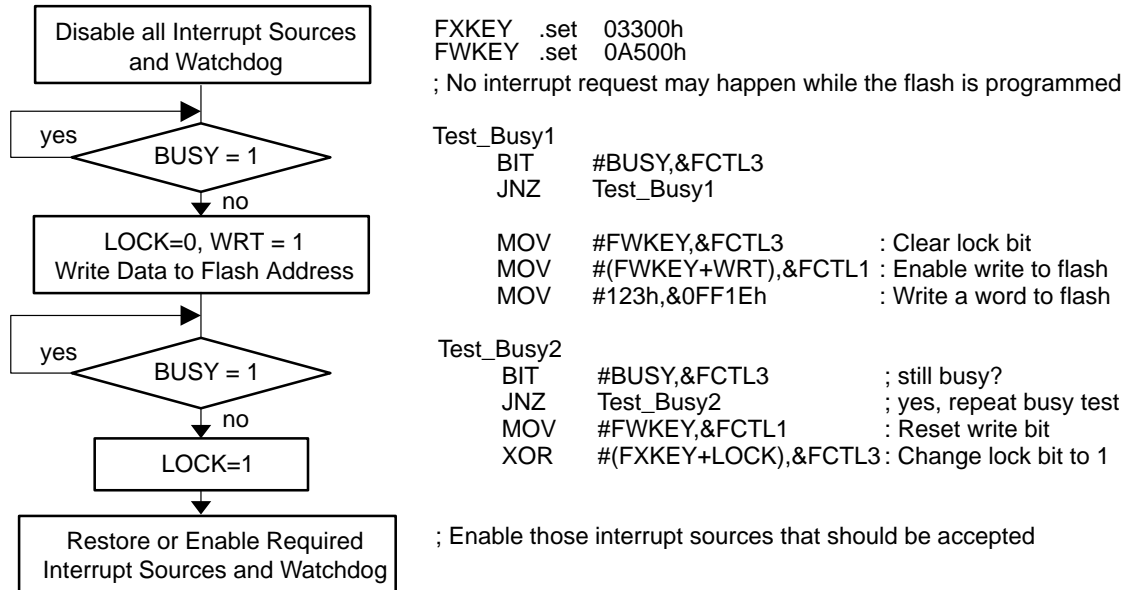 Disable all Interrupt Sources
and Watchdog
yes
BUSY = 1
no
LOCK=0, WRT = 1
Write Data to Flash Address
yes
BUSY = 1
no
LOCK=1
Restore or Enable Required
Interrupt Sources and Watchdog
FXKEY .set 03300h
FWKEY .set 0A500h
; No interrupt request may happen while the flash is programmed
Test_Busy1
BIT #BUSY,&FCTL3
JNZ Test_Busy1
MOV #FWKEY,&FCTL3 : Clear lock bit
MOV #(FWKEY+WRT),&FCTL1 : Enable write to flash
MOV #123h,&0FF1Eh : Write a word to flash
Test_Busy2
BIT #BUSY,&FCTL3 ; still busy?
JNZ Test_Busy2 ; yes, repeat busy test
MOV #FWKEY,&FCTL1 : Reset write bit
XOR #(FXKEY+LOCK),&FCTL3 : Change lock bit to 1
; Enable those interrupt sources that should be accepted